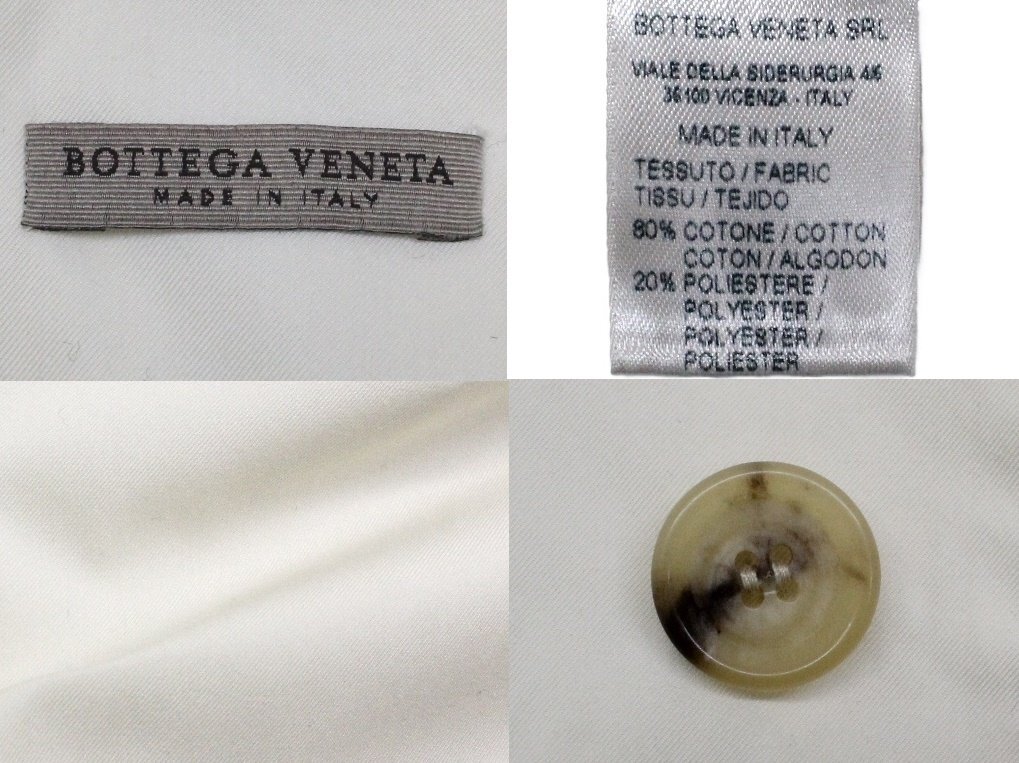 BOTTEGA VENETA
MADE IN ITALY
BOTTEGA VENETA SRL
VIALE DELLA SIDERURGIA 4/6
36100 VICENZA - ITALY
MADE IN ITALY
TESSUTO / FABRIC
TISSU / TEJIDO
80% COTONE / COTTON
COTON / ALGODON
20% POLIESTERE /
POLYESTER /
POLYESTER /
POLIESTER